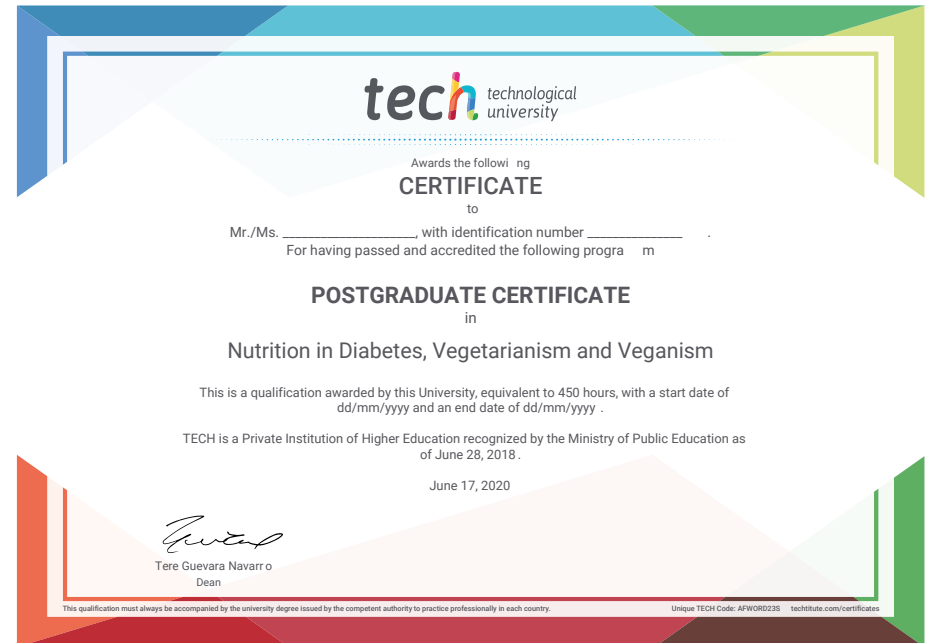 tech technological
university
Awards the followi ng
CERTIFICATE
to
Mr./Ms. _____________________, with identification number _______________ .
For having passed and accredited the following progra m
POSTGRADUATE CERTIFICATE
in
Nutrition in Diabetes, Vegetarianism and Veganism
This is a qualification awarded by this University, equivalent to 450 hours, with a start date of
dd/mm/yyyy and an end date of dd/mm/yyyy .
TECH is a Private Institution of Higher Education recognized by the Ministry of Public Education as
of June 28, 2018 .
June 17, 2020
Tere Guevara Navarr o
Dean
This qualification must always be accompanied by the university degree issued by the competent authority to practice professionally in each country. Unique TECH Code: AFWORD23S techtitute.com/certificates